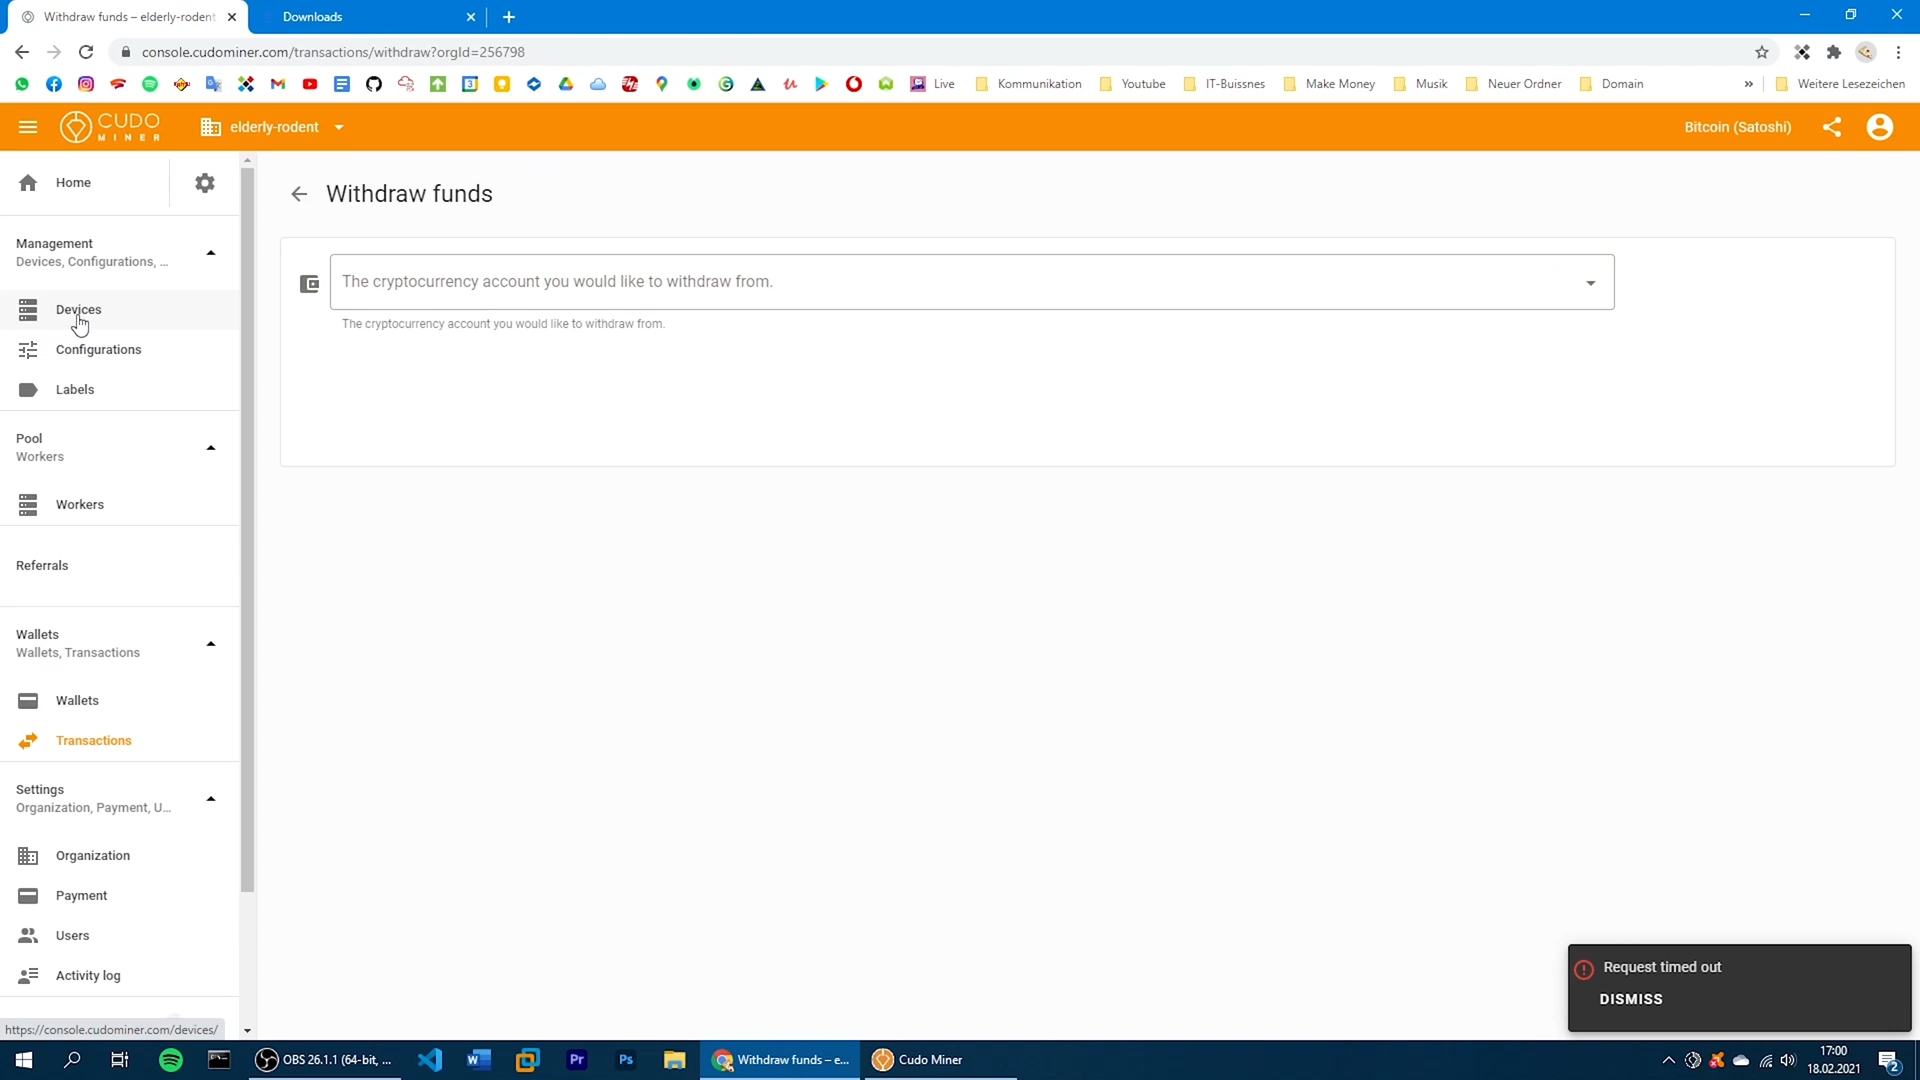 Withdraw funds – elderly-rodent
Downloads
console.cudominer.com/transactions/withdraw?orgId=256798
Live
Kommunikation
Youtube
IT-Buissnes
Make Money
Musik
Neuer Ordner
Domain
»
Weitere Lesezeichen
CUDO
MINER
elderly-rodent
Bitcoin (Satoshi)
Home
Withdraw funds
Management
Devices, Configurations, ...
The cryptocurrency account you would like to withdraw from.
The cryptocurrency account you would like to withdraw from.
Devices
Configurations
Labels
Pool
Workers
Workers
Referrals
Wallets
Wallets, Transactions
Wallets
Transactions
Settings
Organization, Payment, U...
Organization
Payment
Users
Activity log
Request timed out
DISMISS
https://console.cudominer.com/devices/
OBS 26.1.1 (64-bit, ...
Withdraw funds – e...
Cudo Miner
17:00
18.02.2021
2